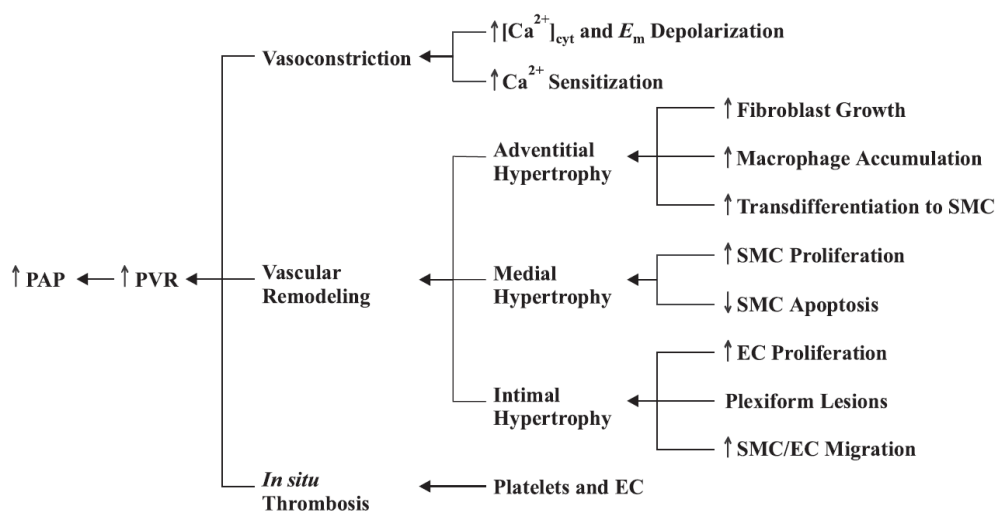 ↑[Ca²⁺]cyt and Em Depolarization
Vasoconstriction
↑Ca²⁺ Sensitization
↑Fibroblast Growth
Adventitial
Hypertrophy
↑Macrophage Accumulation
↑Transdifferentiation to SMC
↑SMC Proliferation
↑PAP
↑PVR
Vascular
Remodeling
Medial
Hypertrophy
↓SMC Apoptosis
↑EC Proliferation
Intimal
Hypertrophy
Plexiform Lesions
↑SMC/EC Migration
In situ
Thrombosis
Platelets and EC